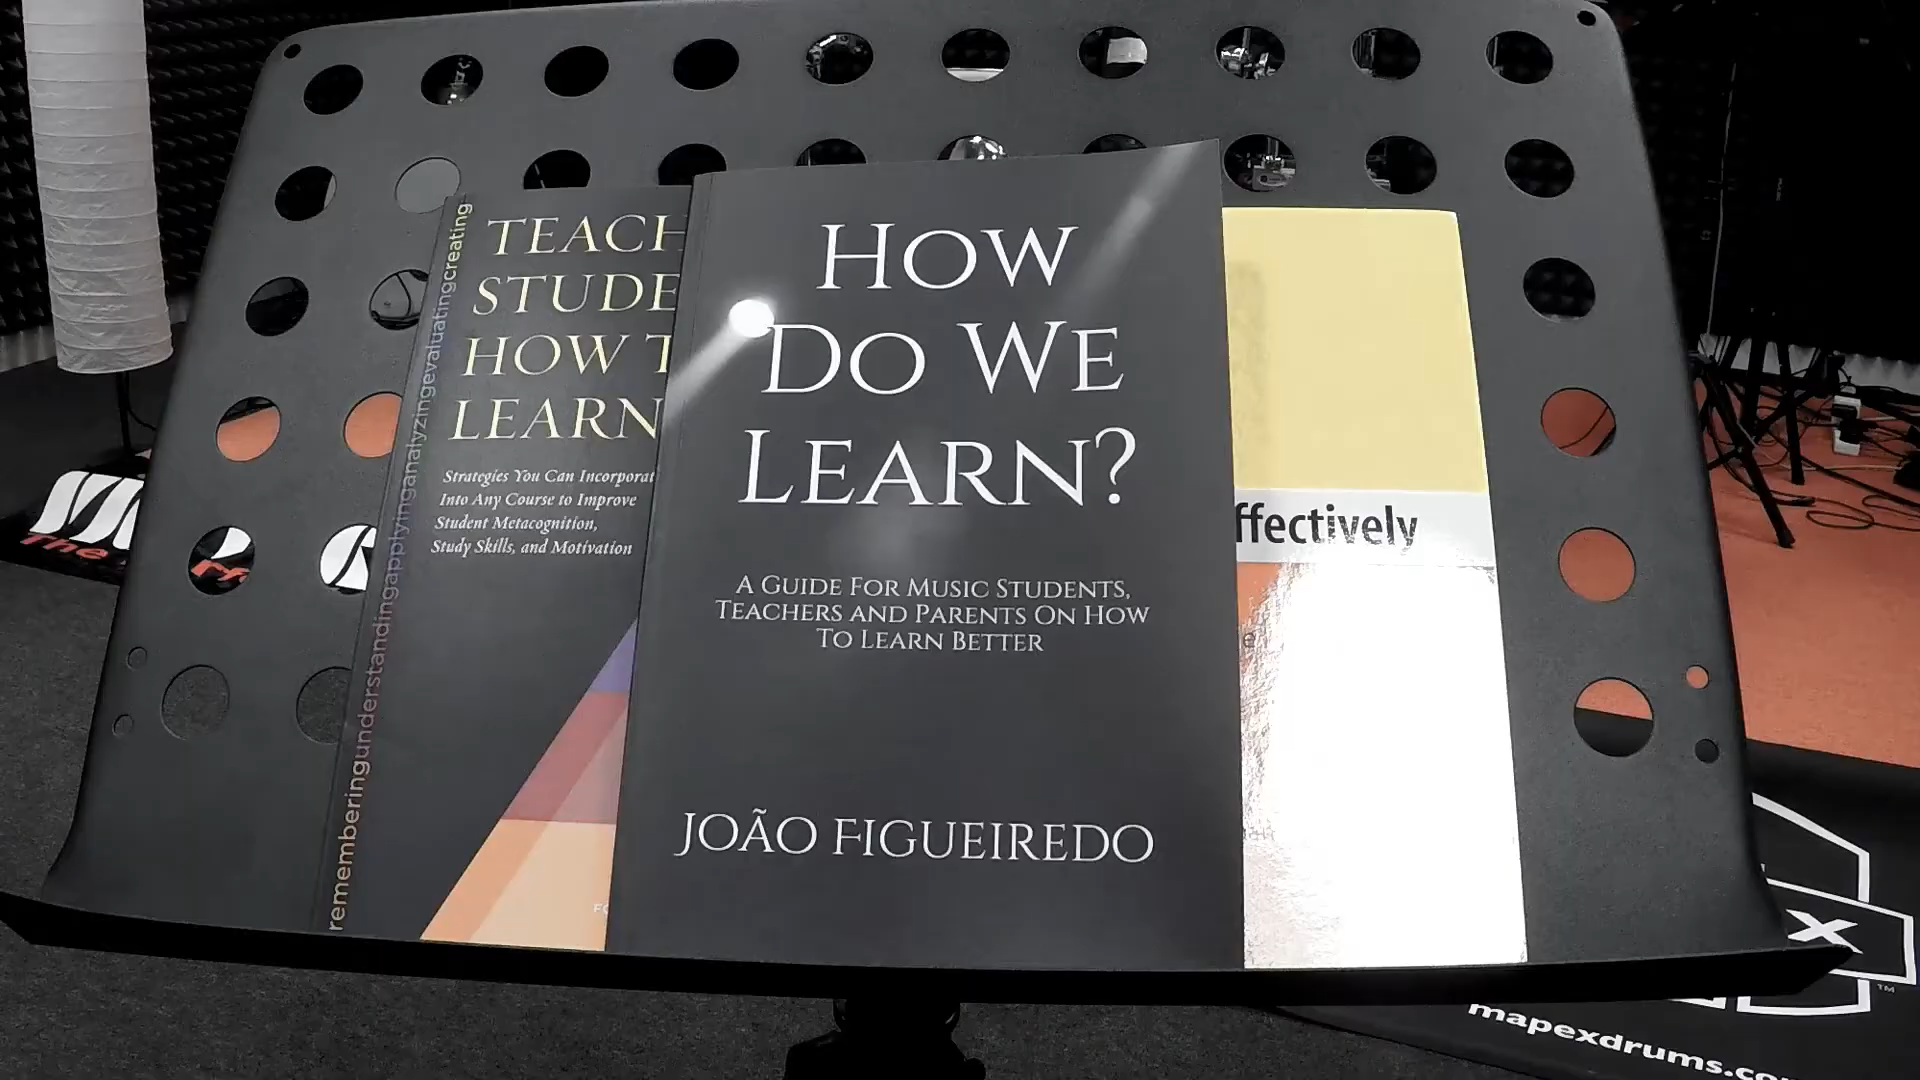 TEACH
STUDE
HOW T
LEARN
Strategies You Can Incorporat
Into Any Course to Improve
Student Metacognition,
Study Skills, and Motivation
rememberingunderstandingapplyinganalyzingevaluatingcreating
HOW
DO WE
LEARN?
A GUIDE FOR MUSIC STUDENTS,
TEACHERS AND PARENTS ON HOW
TO LEARN BETTER
JOÃO FIGUEIREDO
ffectively
The
X
TM
mapexdrums.co